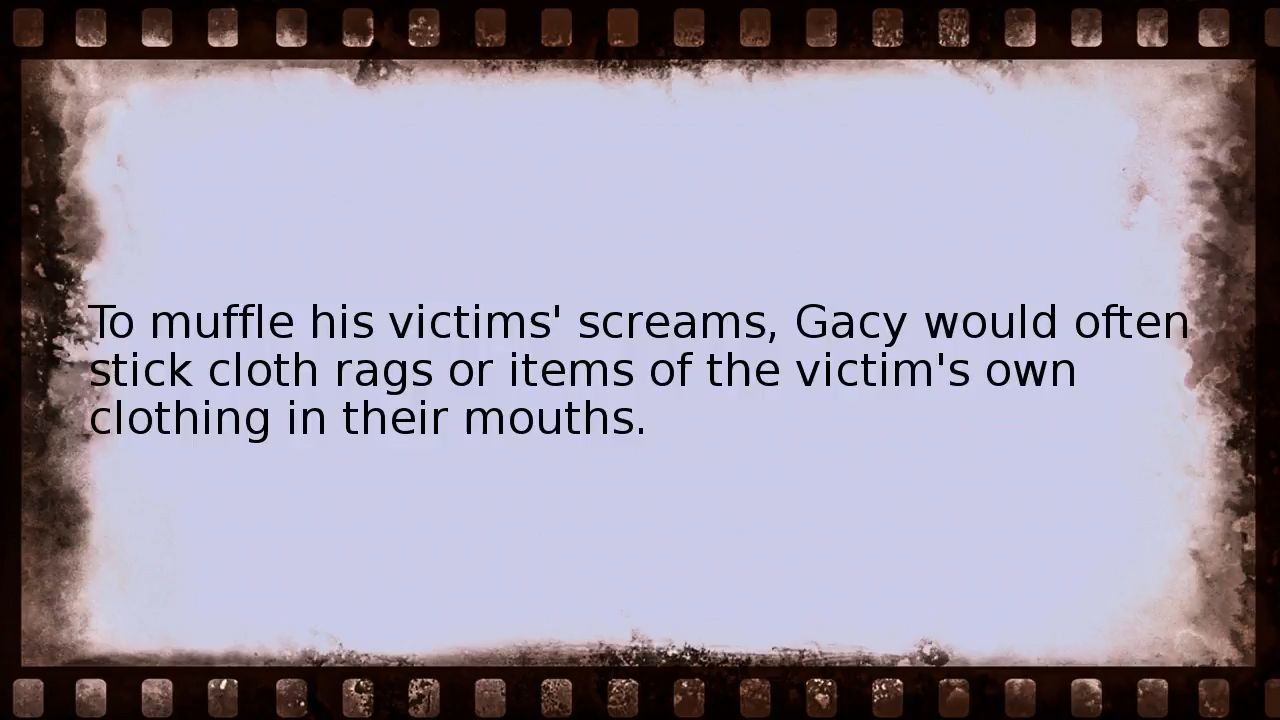 To muffle his victims' screams, Gacy would often
stick cloth rags or items of the victim's own
clothing in their mouths.